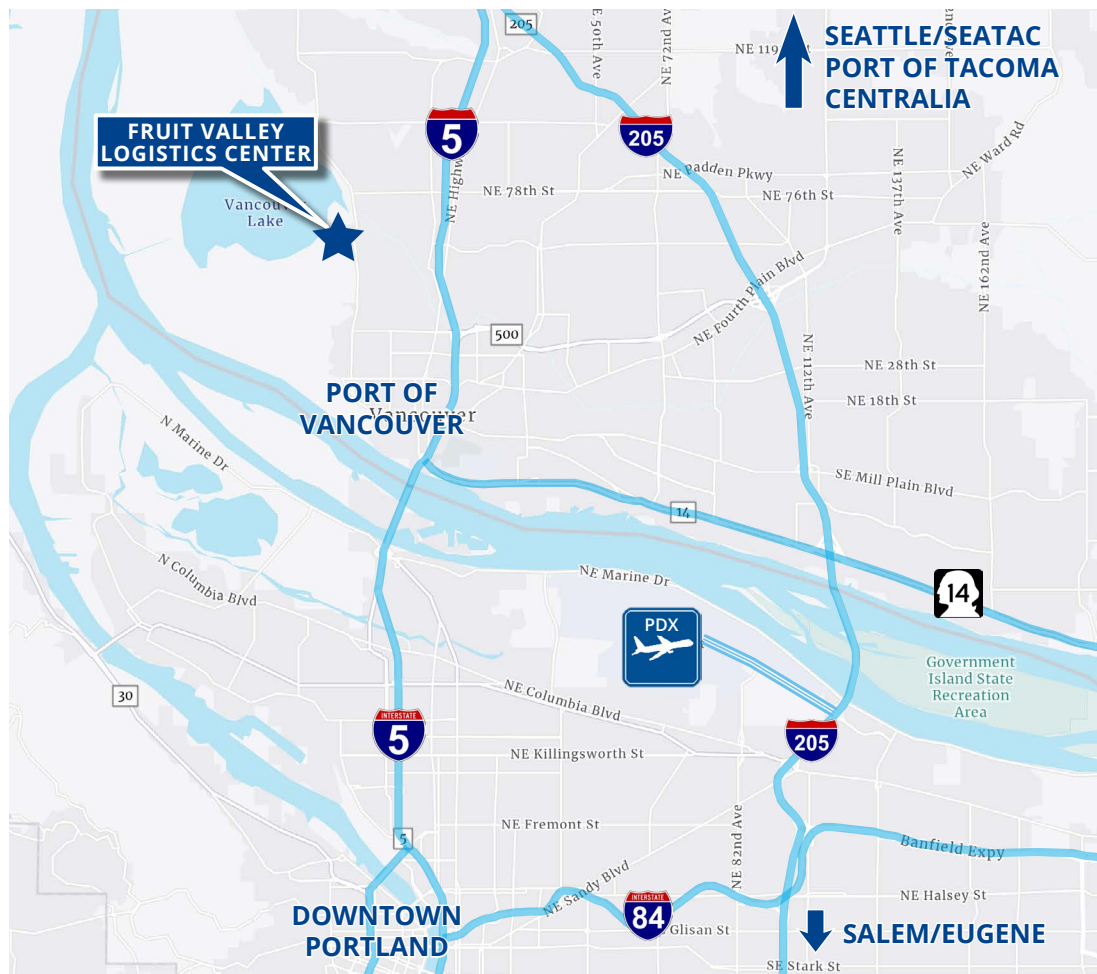 205
NE 50th Ave
NE 72nd Ave
NE 119th St
SEATTLE/SEATAC
PORT OF TACOMA
CENTRALIA
FRUIT VALLEY
LOGISTICS CENTER
5
205
NE Ward Rd
NE Padden Pkwy
NE 137th Ave
NE 78th St
NE 76th St
Vancouver
Lake
NE 162nd Ave
NE Fourth Plain Blvd
500
NE 112th Ave
NE 28th St
PORT OF
VANCOUVER
Vancouver
NE 18th St
N Marine Dr
SE Mill Plain Blvd
14
N Columbia Blvd
NE Marine Dr
14
PDX
Government
Island State
Recreation
Area
30
NE Columbia Blvd
INTERSTATE
5
205
NE Killingsworth St
NE Fremont St
5
NE 82nd Ave
Banfield Expy
NE Sandy Blvd
NE Halsey St
INTERSTATE
84
DOWNTOWN
PORTLAND
Glisan St
SALEM/EUGENE
SE Stark St